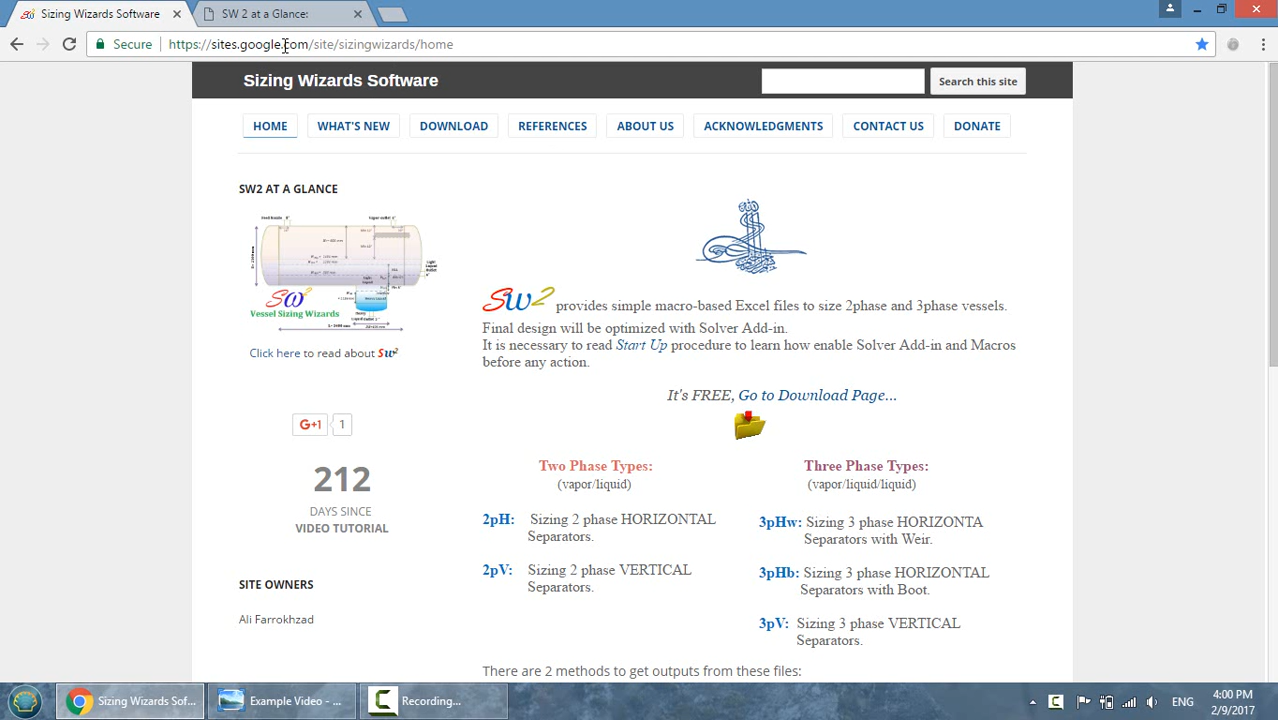 Sizing Wizards Software
SW 2 at a Glance:
Secure
https://sites.google.com/site/sizingwizards/home
Sizing Wizards Software
Search this site
HOME
WHAT'S NEW
DOWNLOAD
REFERENCES
ABOUT US
ACKNOWLEDGMENTS
CONTACT US
DONATE
SW2 AT A GLANCE
Sw2
Vessel Sizing Wizards
Click here to read about Sw2
G+1
1
212
DAYS SINCE
VIDEO TUTORIAL
SITE OWNERS
Ali Farrokhzad
Sw2 provides simple macro-based Excel files to size 2phase and 3phase vessels.
Final design will be optimized with Solver Add-in.
It is necessary to read Start Up procedure to learn how enable Solver Add-in and Macros
before any action.
It's FREE, Go to Download Page...
Two Phase Types:
(vapor/liquid)
2pH: Sizing 2 phase HORIZONTAL
Separators.
2pV: Sizing 2 phase VERTICAL
Separators.
Three Phase Types:
(vapor/liquid/liquid)
3pHw: Sizing 3 phase HORIZONTA
Separators with Weir.
3pHb: Sizing 3 phase HORIZONTAL
Separators with Boot.
3pV: Sizing 3 phase VERTICAL
Separators.
There are 2 methods to get outputs from these files:
Sizing Wizards Sof...
Example Video - ...
Recording...
ENG
4:00 PM
2/9/2017